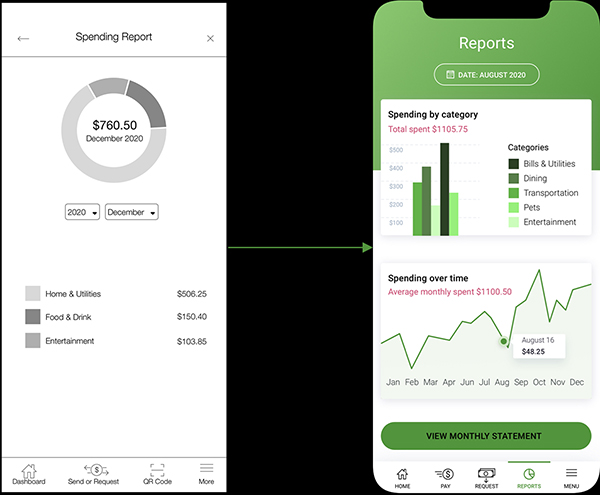 Spending Report
$760.50
December 2020
2020
December
Home & Utilities $506.25
Food & Drink $150.40
Entertainment $103.85
Dashboard Send or Request QR Code More
Reports
DATE: AUGUST 2020
Spending by category
Total spent $1105.75
$500
$400
$300
$200
$100
Categories
Bills & Utilities
Dining
Transportation
Pets
Entertainment
Spending over time
Average monthly spent $1100.50
August 16
$48.25
Jan Feb Mar Apr Jun Jul Aug Sep Oct Nov Dec
VIEW MONTHLY STATEMENT
HOME PAY REQUEST REPORTS MENU